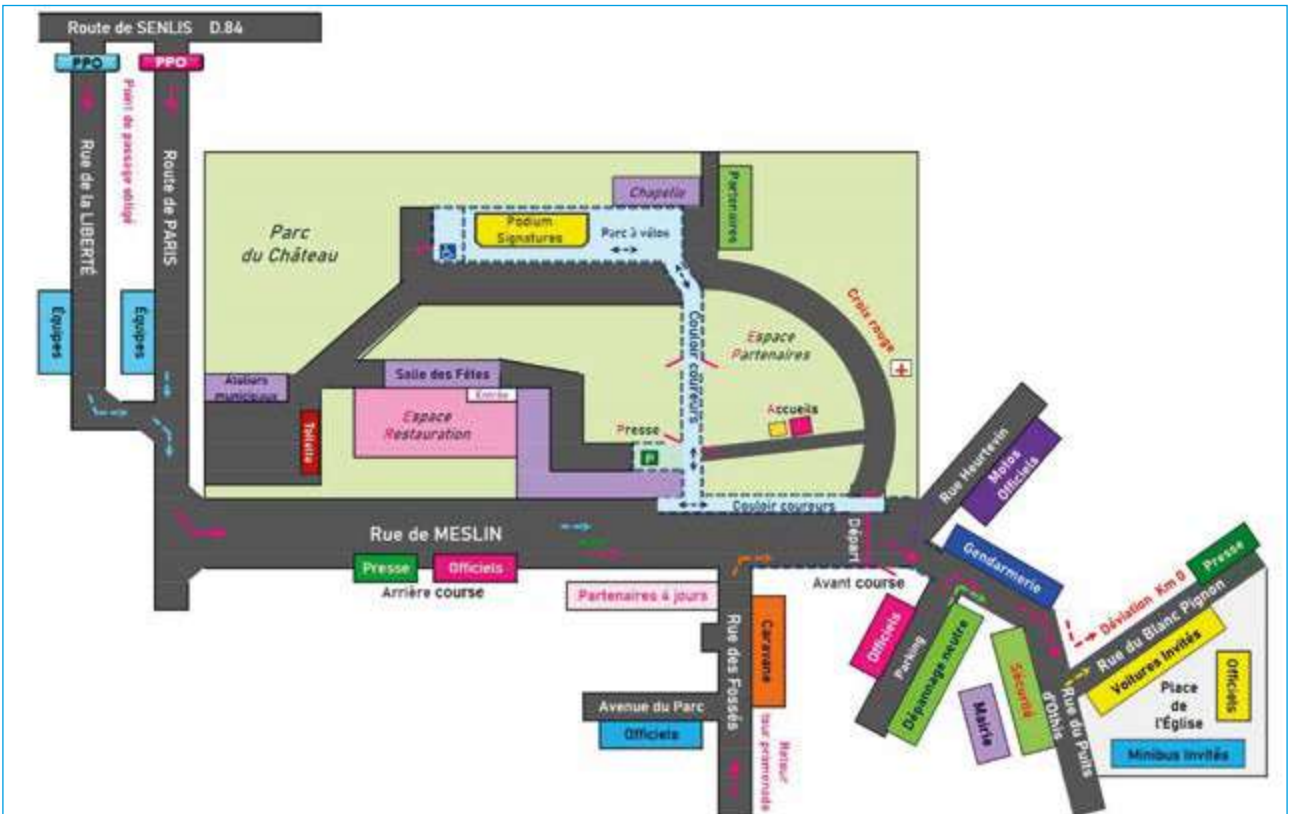 Route de SENLIS D.84
PPO
PPO
Point de passage obligé
Rue de la LIBERTÉ
Route de PARIS
Équipes
Équipes
Parc
du Château
Chapelle
Partenaires
Podium
Signatures
Parc à vélos
Couloir coureurs
Espace
Partenaires
Croix rouge
Ateliers
municipaux
Salle des Fêtes
Entrée
Espace
Restauration
Toilette
Presse
P
Accueils
Couloir coureurs
Rue de MESLIN
Départ
Presse
Officiels
Arrière course
Avant course
Partenaires 4 jours
Rue des Fossés
Caravane
Retour
tour promenade
Avenue du Parc
Officiels
Rue Heurtevin
Motos
Officiels
Gendarmerie
Officiels
Parking
Dépannage neutre
Mairie
Sécurité
Rue du Puits
d'Othis
Déviation Km 0
Presse
Rue du Blanc Pignon
Voitures Invités
Place
de
l'Église
Officiels
Minibus Invités